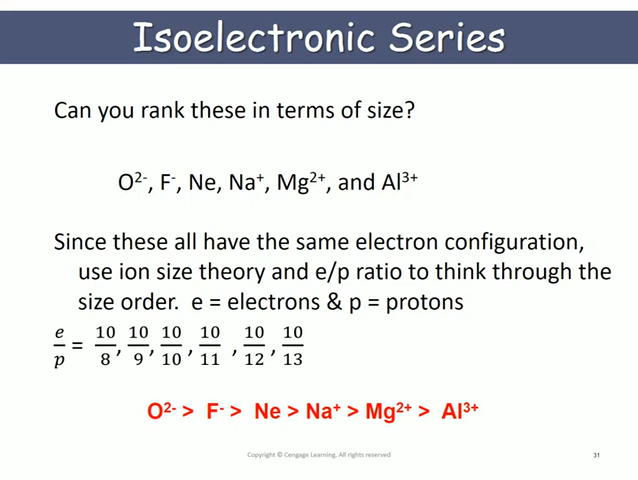 Isoelectronic Series
Can you rank these in terms of size?
O²⁻, F⁻, Ne, Na⁺, Mg²⁺, and Al³⁺
Since these all have the same electron configuration,
use ion size theory and e/p ratio to think through the
size order. e = electrons & p = protons
e/p = 10/8, 10/9, 10/10, 10/11, 10/12, 10/13
O²⁻ > F⁻ > Ne > Na⁺ > Mg²⁺ > Al³⁺
Copyright © Cengage Learning. All rights reserved
31